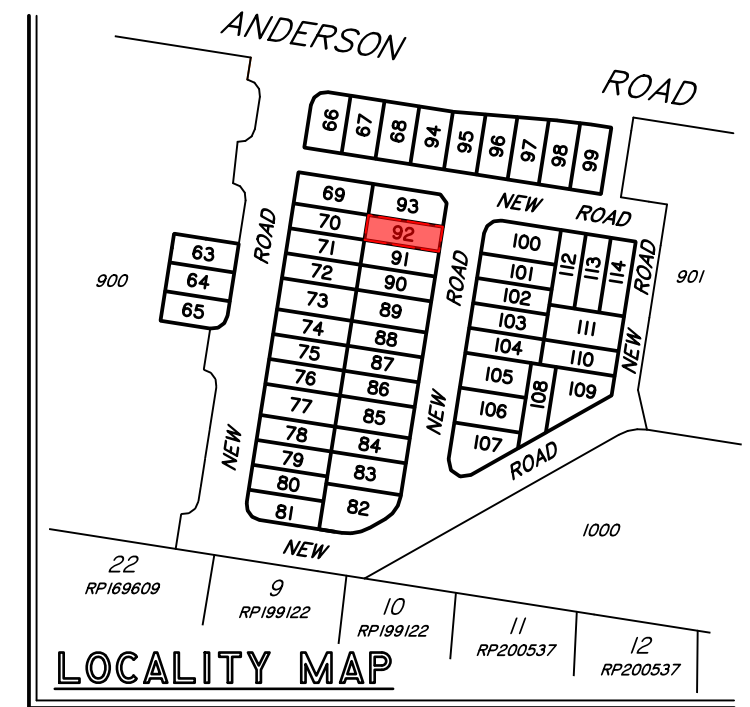 ANDERSON ROAD
66 67 68 94 95 96 97 98 99
NEW ROAD
69 93
70 92
71 91
72 90
73 89
74 88
75 87
76 86
77 85
78 84
79 83
80
81 82
ROAD
NEW
63
64
65
900
ROAD
NEW
100 112 113 114
101
102
103 111
104 110
105 108 109
106
107
ROAD
NEW
901
ROAD
1000
NEW
22
RP169609
9
RP199122
10
RP199122
11
RP200537
12
RP200537
LOCALITY MAP